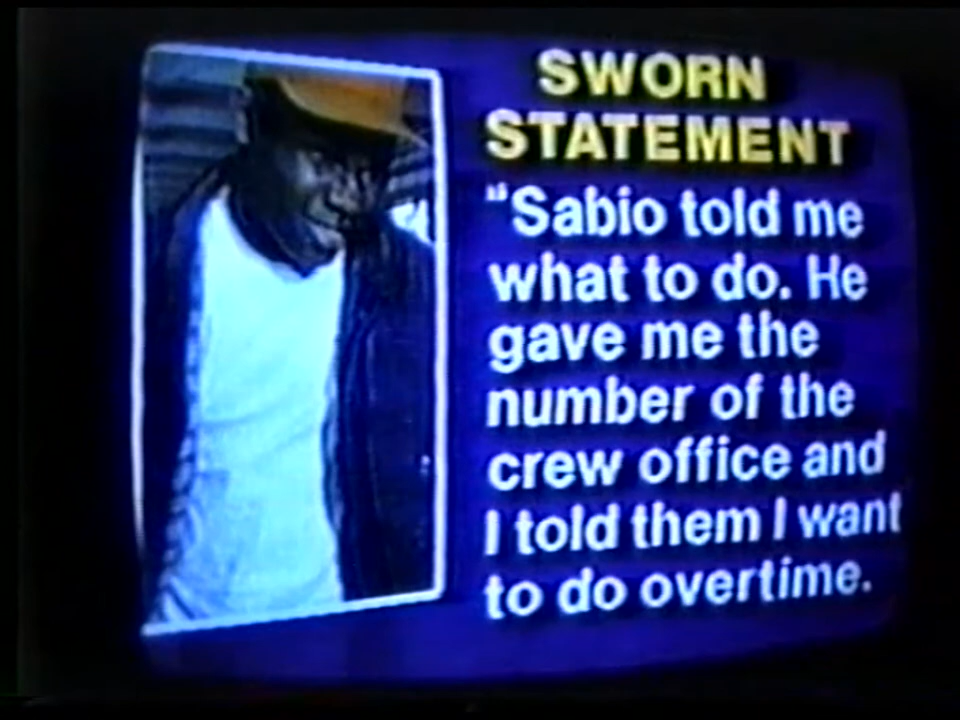 SWORN
STATEMENT
"Sabio told me
what to do. He
gave me the
number of the
crew office and
I told them I want
to do overtime.